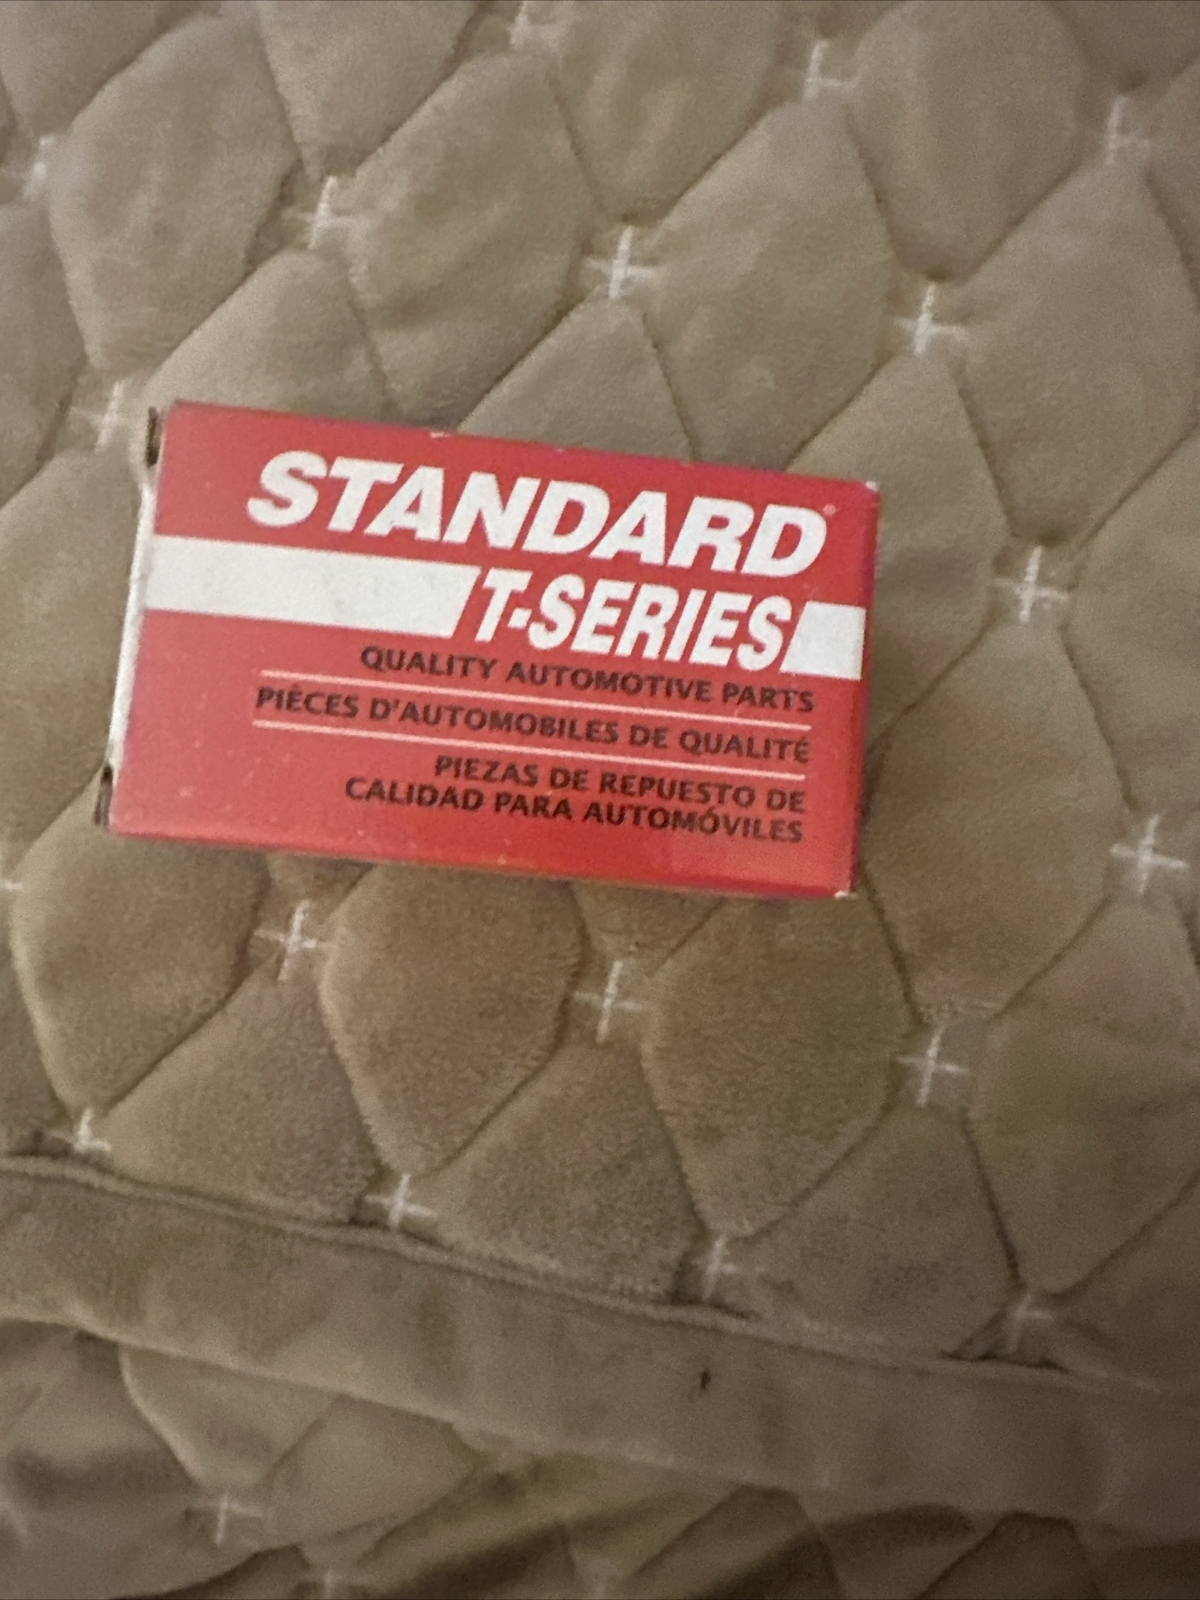 STANDARD®
T-SERIES
QUALITY AUTOMOTIVE PARTS
PIÈCES D'AUTOMOBILES DE QUALITÉ
PIEZAS DE REPUESTO DE
CALIDAD PARA AUTOMÓVILES